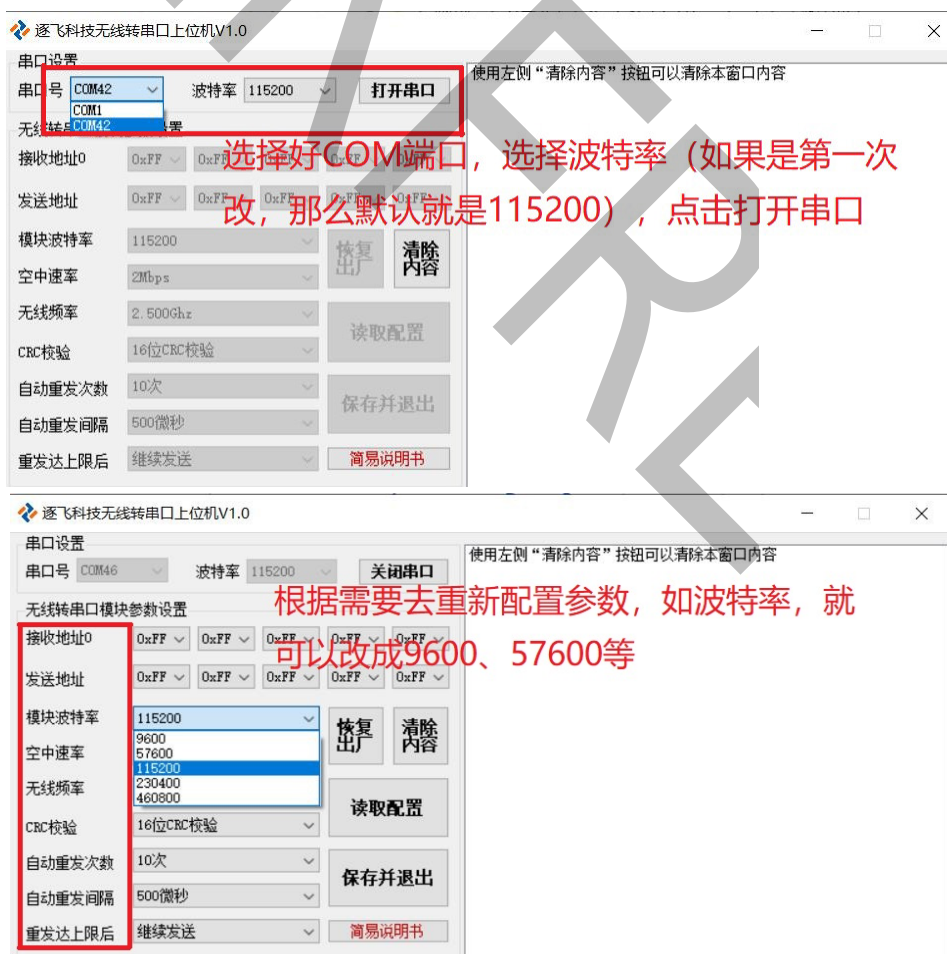 逐飞科技无线转串口上位机V1.0
串口设置
串口号 COM42 波特率 115200 打开串口
COM1
COM42
使用左侧“清除内容”按钮可以清除本窗口内容
选择好COM端口，选择波特率（如果是第一次
改，那么默认就是115200），点击打开串口
接收地址0 0xFF 0xFF
发送地址 0xFF 0xFF 0xFF 0xFF 0xFF
模块波特率 115200 恢复出厂 清除内容
空中速率 2Mbps
无线频率 2.500Ghz 读取配置
CRC校验 16位CRC校验
自动重发次数 10次 保存并退出
自动重发间隔 500微秒
重发达上限后 继续发送 简易说明书
逐飞科技无线转串口上位机V1.0
串口设置
串口号 COM46 波特率 115200 关闭串口
使用左侧“清除内容”按钮可以清除本窗口内容
无线转串口模块参数设置
根据需要去重新配置参数，如波特率，就
可以改成9600、57600等
接收地址0 0xFF 0xFF 0xFF 0xFF 0xFF
发送地址 0xFF 0xFF 0xFF 0xFF 0xFF
模块波特率 115200 恢复出厂 清除内容
9600
空中速率 57600
115200
无线频率 230400 读取配置
460800
CRC校验 16位CRC校验
自动重发次数 10次 保存并退出
自动重发间隔 500微秒
重发达上限后 继续发送 简易说明书